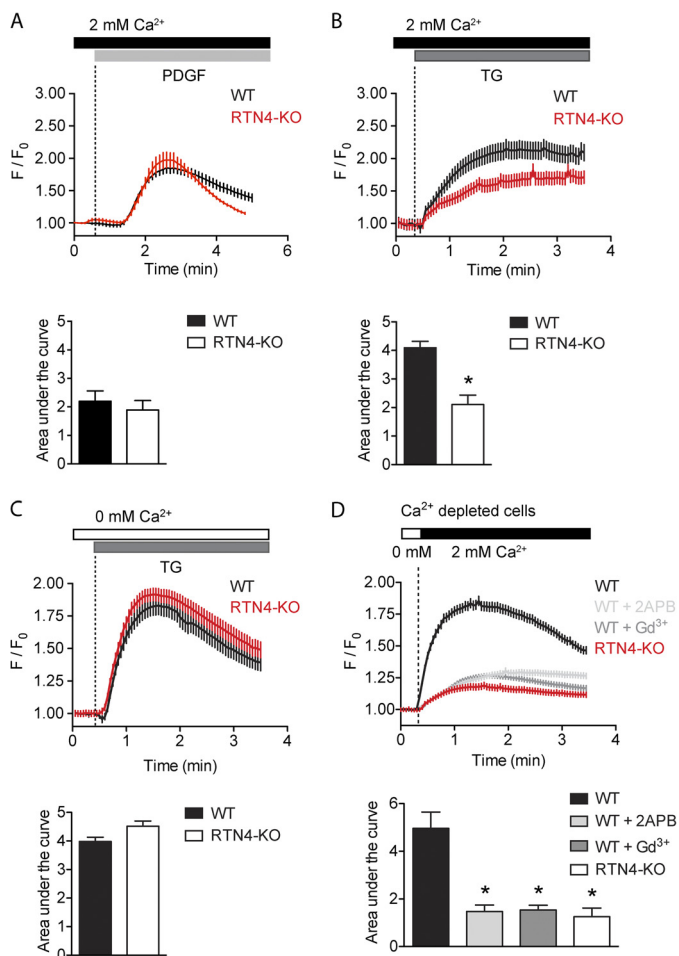 A
2 mM Ca²⁺
PDGF
WT
RTN4-KO
F / F₀
3.00
2.50
2.00
1.50
1.00
0
2
4
6
Time (min)
Area under the curve
5
4
3
2
1
0
WT
RTN4-KO
B
2 mM Ca²⁺
TG
WT
RTN4-KO
F / F₀
3.00
2.50
2.00
1.50
1.00
0
1
2
3
4
Time (min)
Area under the curve
5
4
3
2
1
0
*
WT
RTN4-KO
C
0 mM Ca²⁺
TG
WT
RTN4-KO
F / F₀
2.00
1.75
1.50
1.25
1.00
0
1
2
3
4
Time (min)
Area under the curve
5
4
3
2
1
0
WT
RTN4-KO
D
Ca²⁺ depleted cells
0 mM 2 mM Ca²⁺
WT
WT + 2APB
WT + Gd³⁺
RTN4-KO
F / F₀
2.00
1.75
1.50
1.25
1.00
0
1
2
3
4
Time (min)
Area under the curve
6
4
2
0
* * *
WT
WT + 2APB
WT + Gd³⁺
RTN4-KO